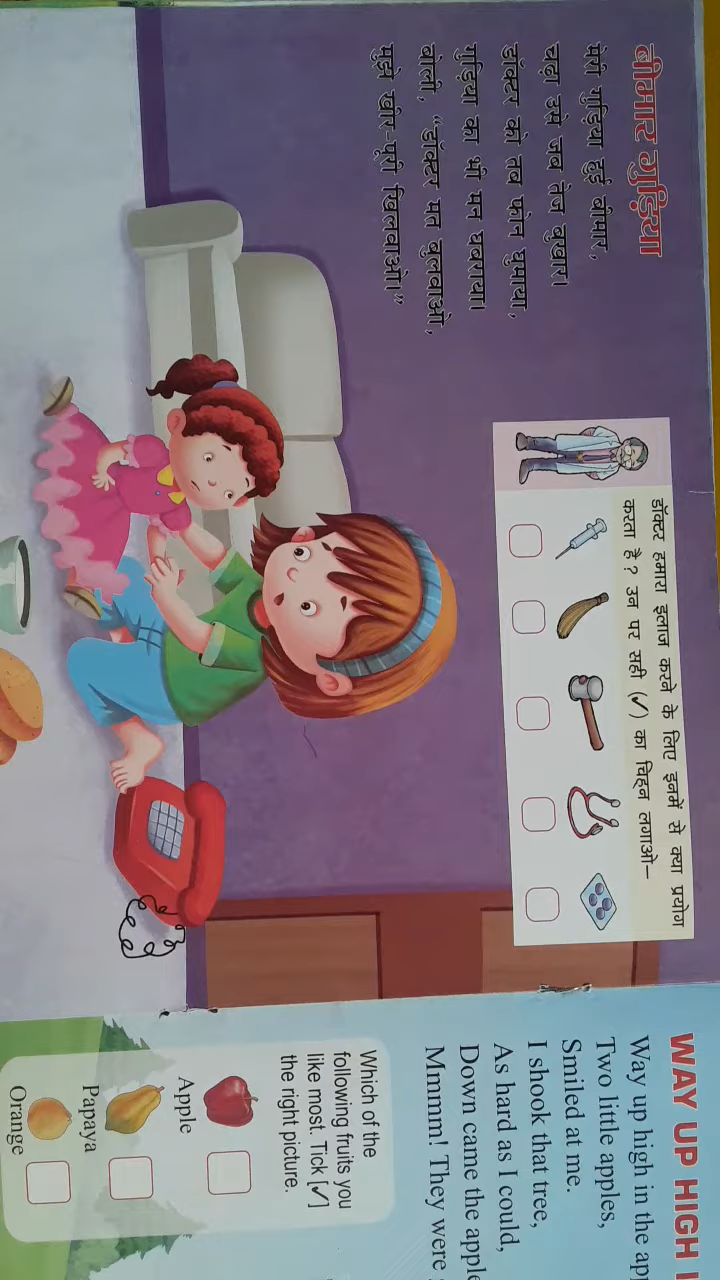 बीमार गुड़िया
मेरी गुड़िया हुई बीमार,
चढ़ा उसे जब तेज बुखार।
डॉक्टर को तब फोन घुमाया,
गुड़िया का भी मन घबराया।
बोली, “डॉक्टर मत बुलवाओ,
मुझे खीर-पूरी खिलवाओ।”
डॉक्टर हमारा इलाज करने के लिए इनमें से क्या प्रयोग
करता है? उन पर सही (✓) का चिह्न लगाओ–
WAY UP HIGH
Way up high in the
Two little apples,
Smiled at me.
I shook that tree,
As hard as I could,
Down came the
Mmmm! They were
Which of the
following fruits you
like most. Tick [✓]
the right picture.
Apple
Papaya
Orange